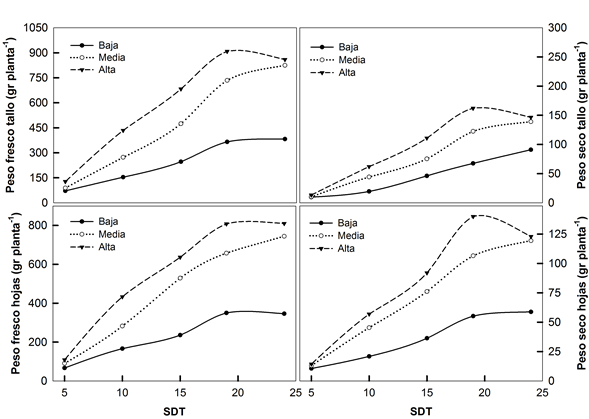 1050
900
750
600
450
300
150
0
Peso fresco tallo (gr planta-1)
Baja
Media
Alta
300
250
200
150
100
50
0
Peso seco tallo (gr planta-1)
Baja
Media
Alta
800
600
400
200
0
Peso fresco hojas (gr planta-1)
Baja
Media
Alta
125
100
75
50
25
0
Peso seco hojas (gr planta-1)
Baja
Media
Alta
5 10 15 20 25
5 10 15 20 25
SDT
SDT